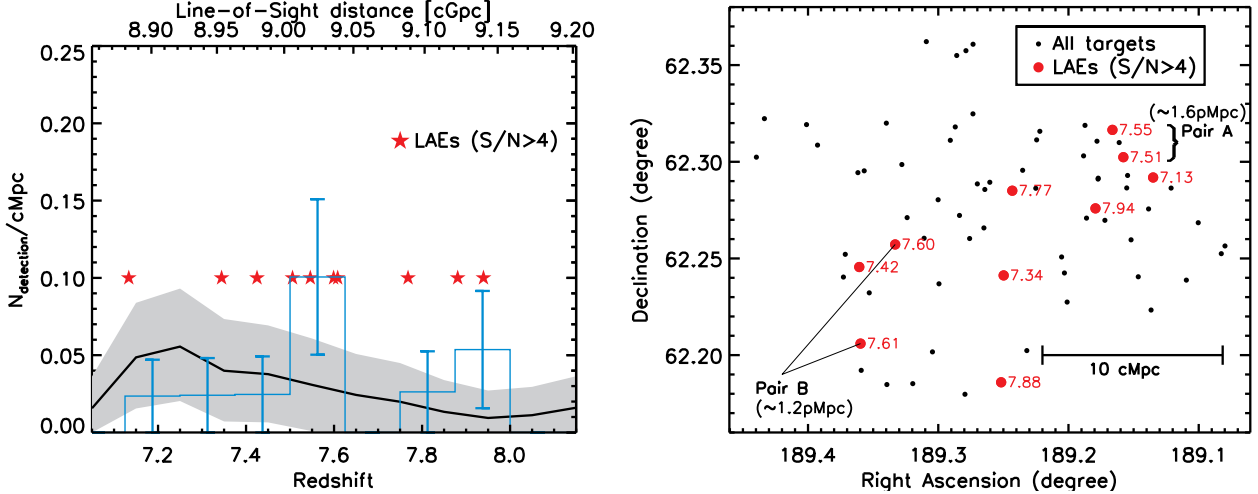 Line-of-Sight distance [cGpc]
8.90 8.95 9.00 9.05 9.10 9.15 9.20
0.25
0.20
0.15
0.10
0.05
0.00
N_detection/cMpc
LAEs (S/N>4)
7.2 7.4 7.6 7.8 8.0
Redshift
62.35
62.30
62.25
62.20
Declination (degree)
All targets
LAEs (S/N>4)
(~1.6pMpc)
7.55
Pair A
7.51
7.13
7.77
7.94
7.60
7.42
7.34
7.61
10 cMpc
7.88
Pair B
(~1.2pMpc)
189.4 189.3 189.2 189.1
Right Ascension (degree)